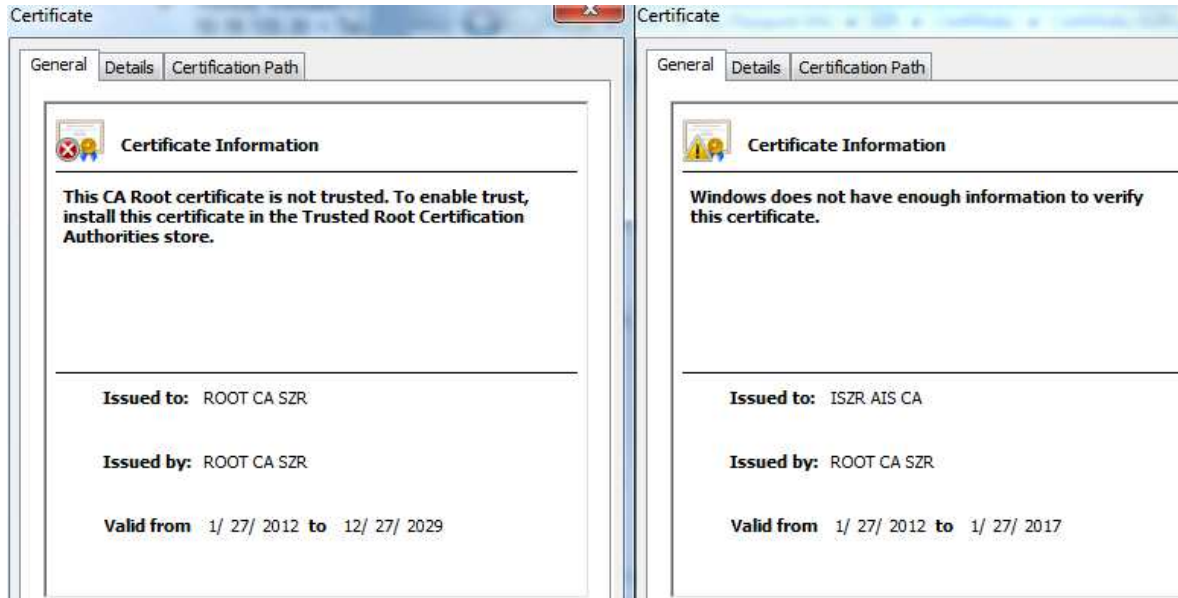 Certificate
General Details Certification Path
Certificate Information
This CA Root certificate is not trusted. To enable trust,
install this certificate in the Trusted Root Certification
Authorities store.
Issued to: ROOT CA SZR
Issued by: ROOT CA SZR
Valid from 1/ 27/ 2012 to 12/ 27/ 2029
Certificate
General Details Certification Path
Certificate Information
Windows does not have enough information to verify
this certificate.
Issued to: ISZR AIS CA
Issued by: ROOT CA SZR
Valid from 1/ 27/ 2012 to 1/ 27/ 2017